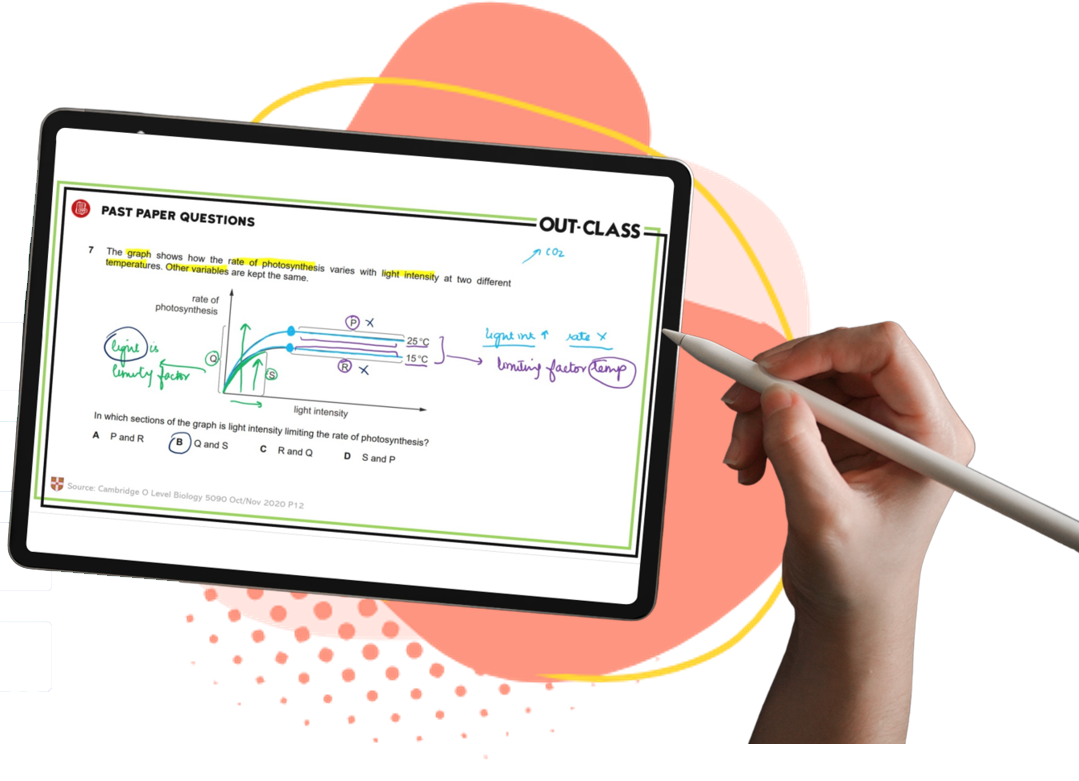 PAST PAPER QUESTIONS
OUT-CLASS
CO2
7 The graph shows how the rate of photosynthesis varies with light intensity at two different
temperatures. Other variables are kept the same.
rate of
photosynthesis
P X
25°C
15°C
R X
Q
S
light intensity
light is
factor
light int ↑ rate X
limiting factor temp
In which sections of the graph is light intensity limiting the rate of photosynthesis?
A P and R B Q and S C R and Q D S and P
Source: Cambridge O Level Biology 5090 Oct/Nov 2020 P12